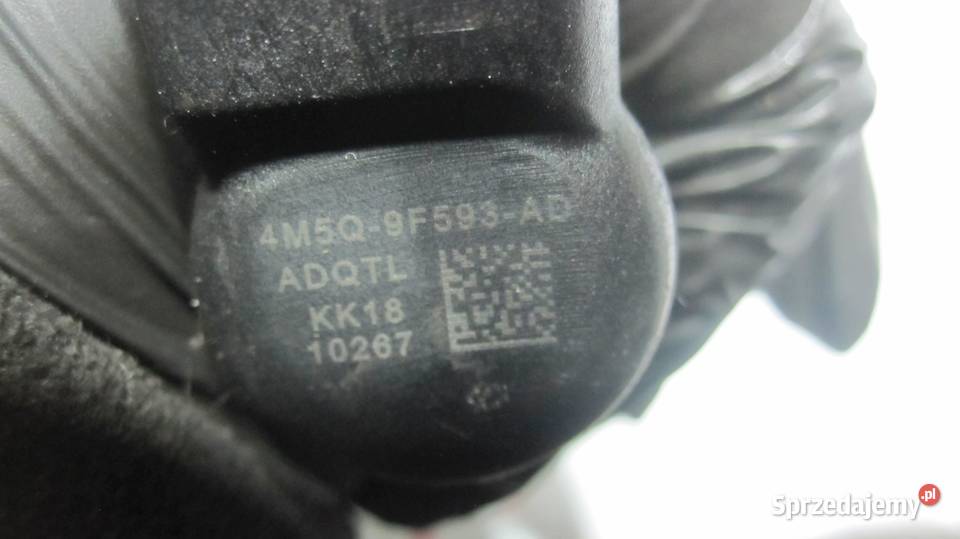 4M5Q-9F593-AD
ADQTL
KK18
10267
Sprzedajemy.pl